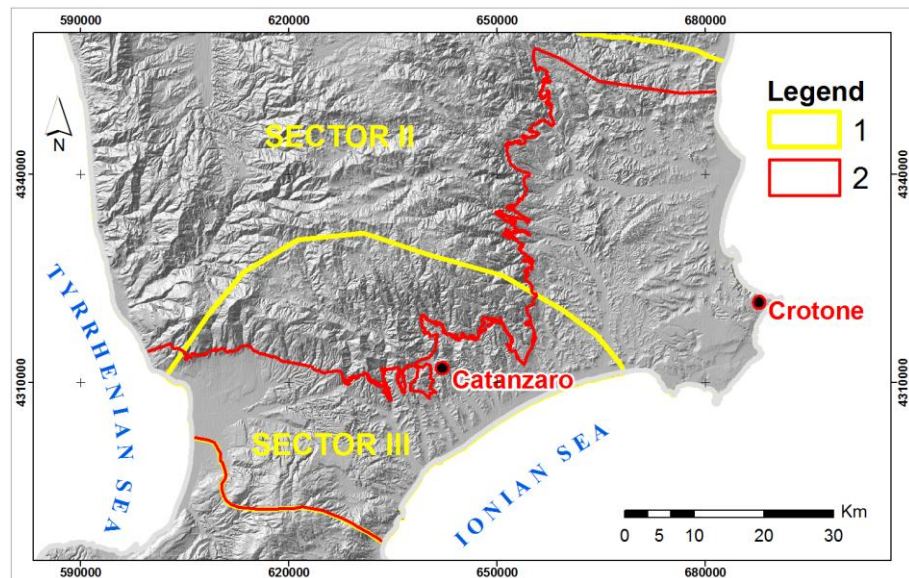 590000 620000 650000 680000
Legend
1
2
N
SECTOR II
4340000 4340000
TYRRHENIAN SEA
Crotone
Catanzaro
4310000 4310000
SECTOR III
IONIAN SEA
Km
0 5 10 20 30
590000 620000 650000 680000